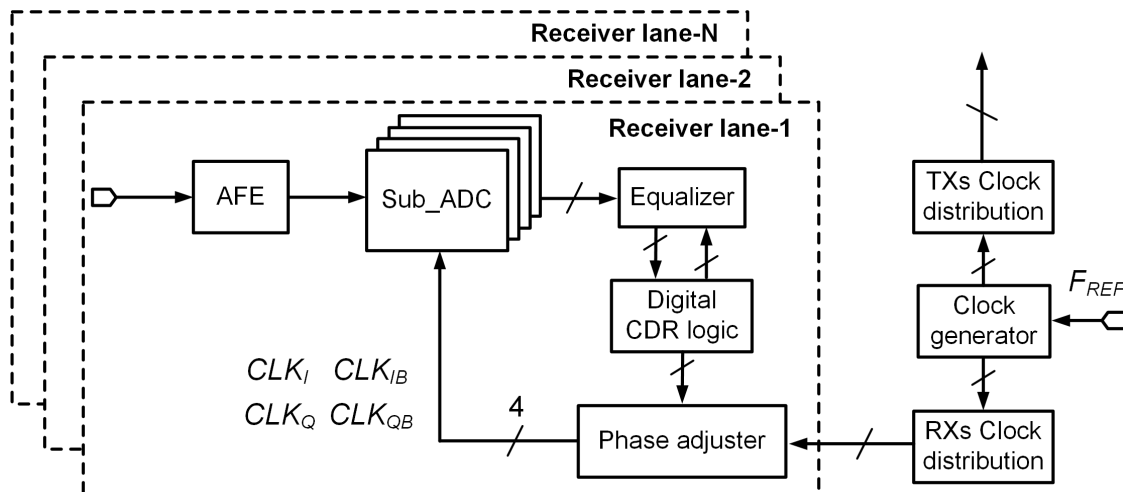 Receiver lane-N
Receiver lane-2
Receiver lane-1
AFE
Sub_ADC
Equalizer
Digital
CDR logic
Phase adjuster
CLK_I CLK_IB
CLK_Q CLK_QB
4
TXs Clock
distribution
Clock
generator
F_REF
RXs Clock
distribution